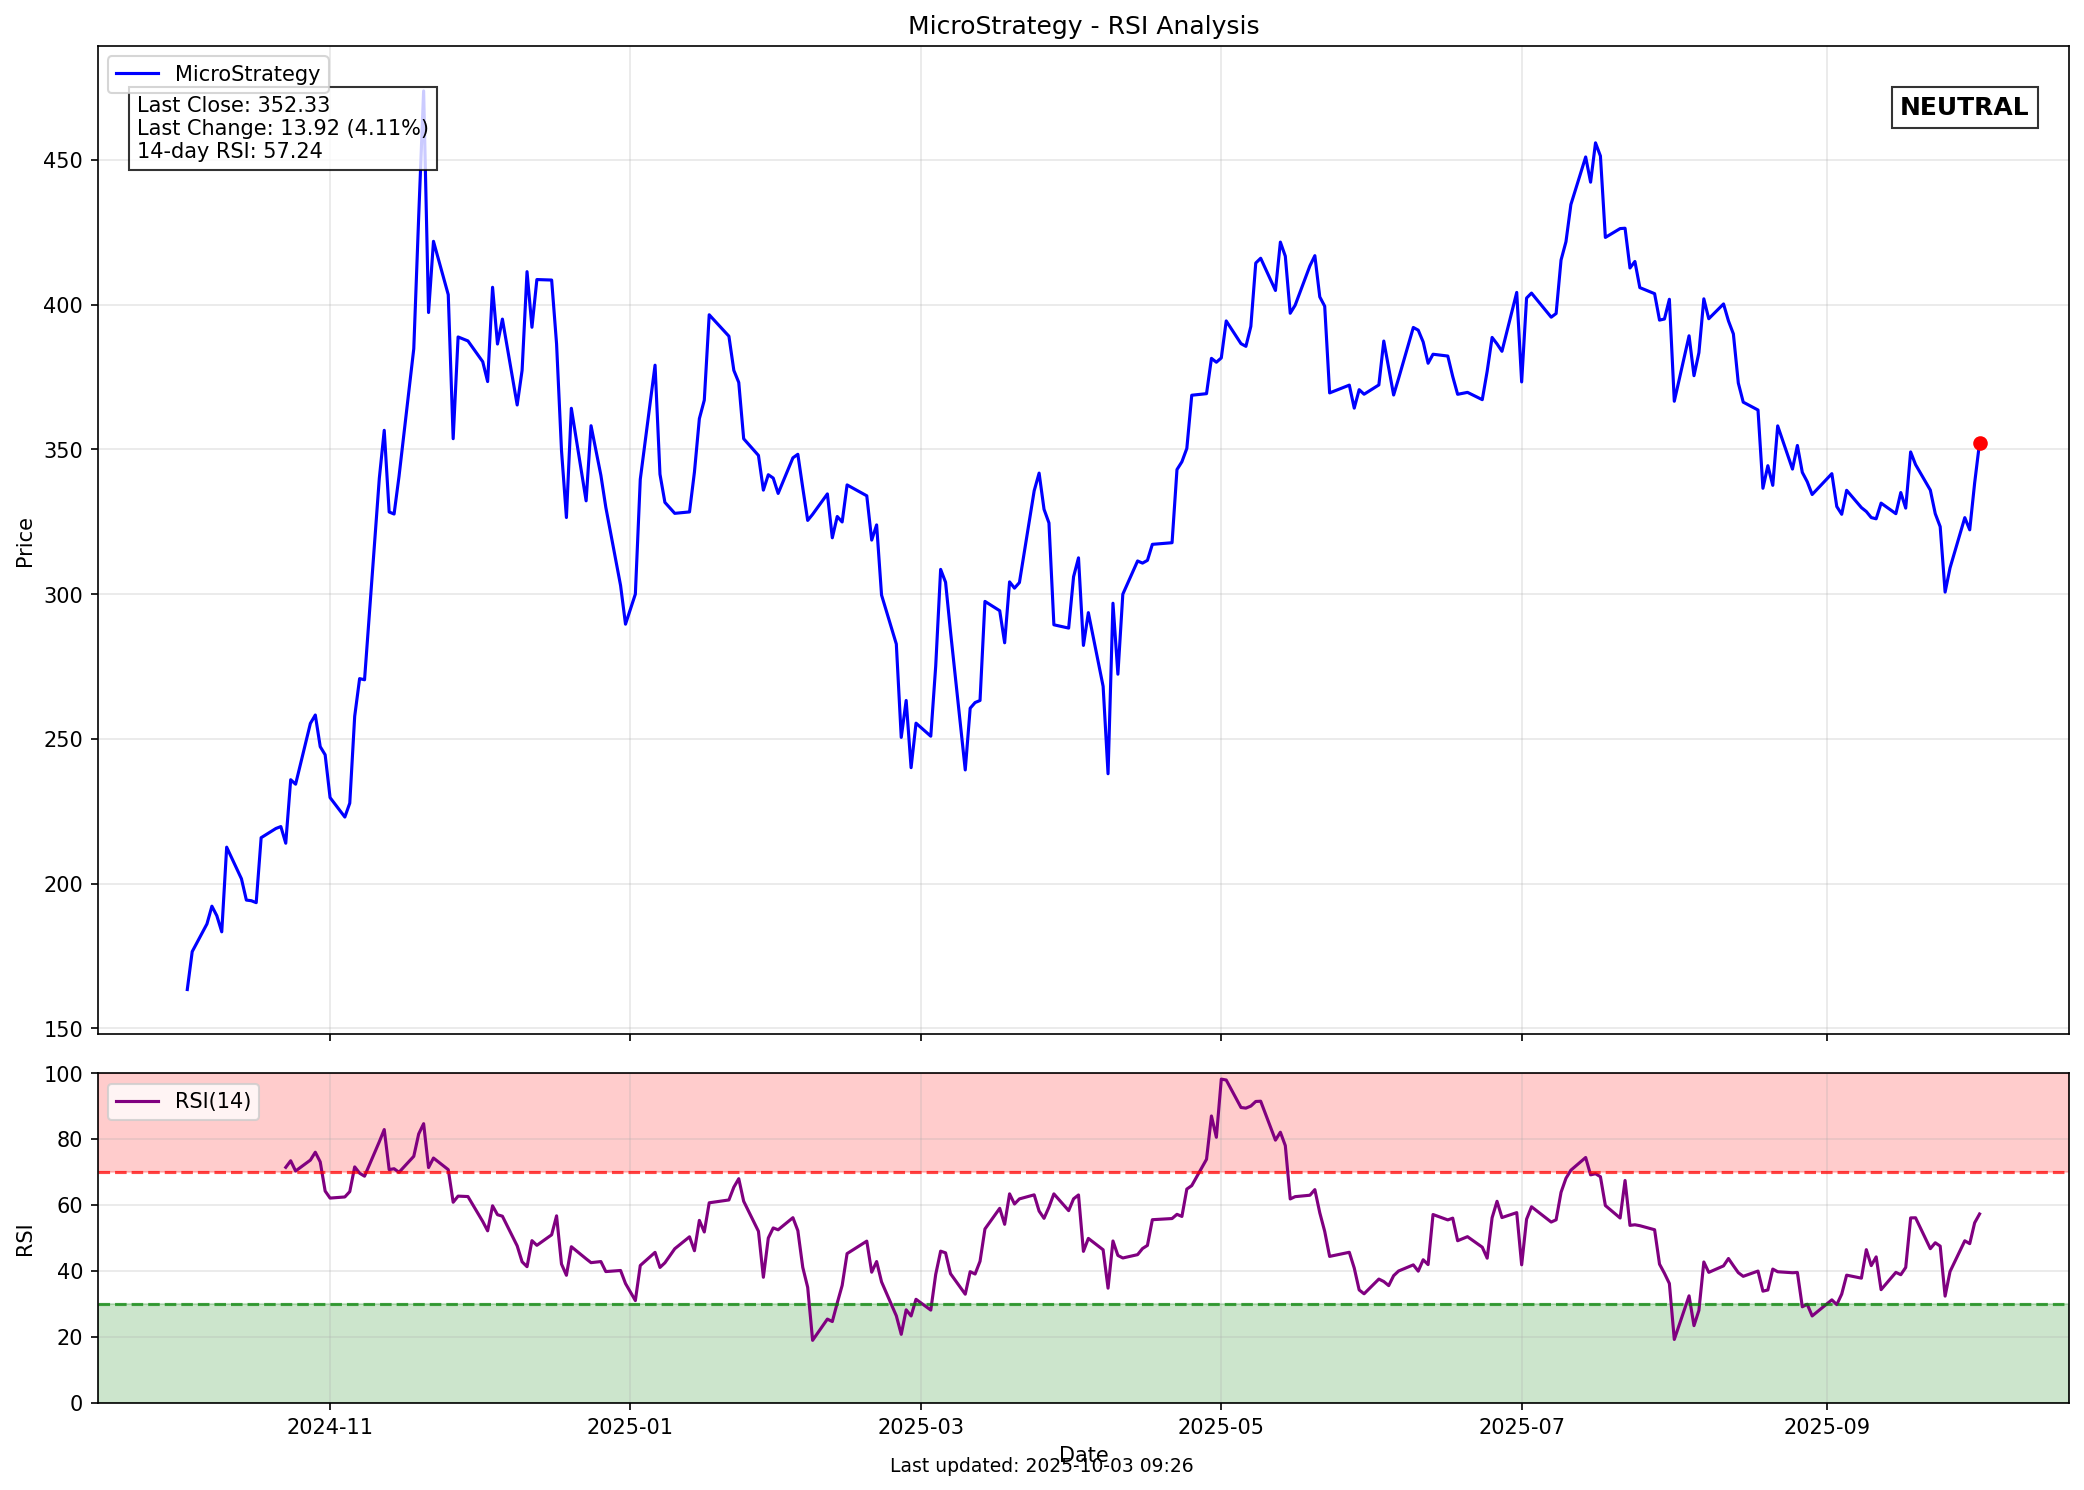 MicroStrategy - RSI Analysis
MicroStrategy
Last Close: 352.33
Last Change: 13.92 (4.11%)
14-day RSI: 57.24
NEUTRAL
450
400
350
300
250
200
150
Price
RSI(14)
100
80
60
40
20
0
RSI
2024-11
2025-01
2025-03
2025-05
2025-07
2025-09
Date
Last updated: 2025-10-03 09:26